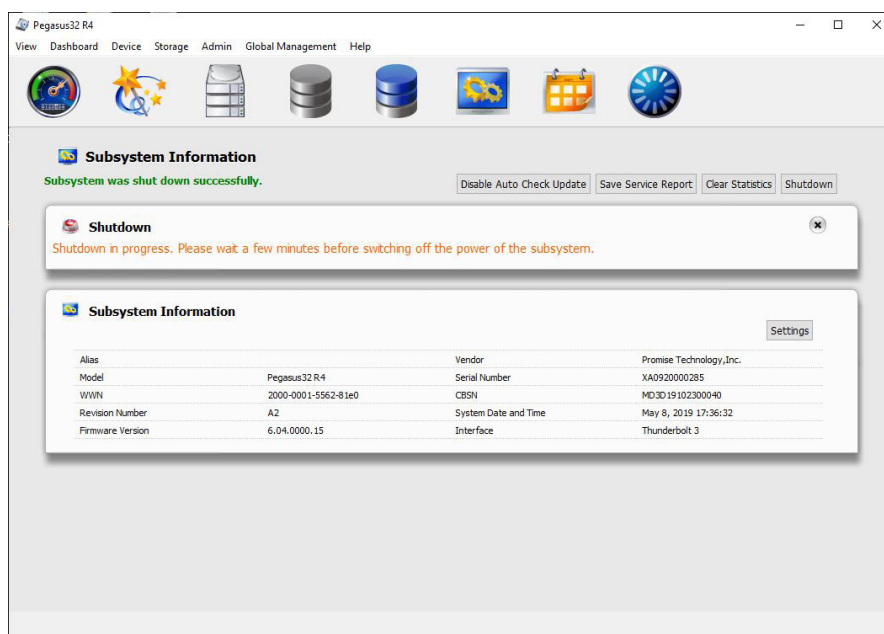 Pegasus32 R4
View Dashboard Device Storage Admin Global Management Help
Subsystem Information
Subsystem was shut down successfully.
Disable Auto Check Update Save Service Report Clear Statistics Shutdown
Shutdown
Shutdown in progress. Please wait a few minutes before switching off the power of the subsystem.
Subsystem Information
Settings
Alias Vendor Promise Technology,Inc.
Model Pegasus32 R4 Serial Number XA0920000285
WWN 2000-0001-5562-81e0 CBSN MD3D19102300040
Revision Number A2 System Date and Time May 8, 2019 17:36:32
Firmware Version 6.04.0000.15 Interface Thunderbolt 3